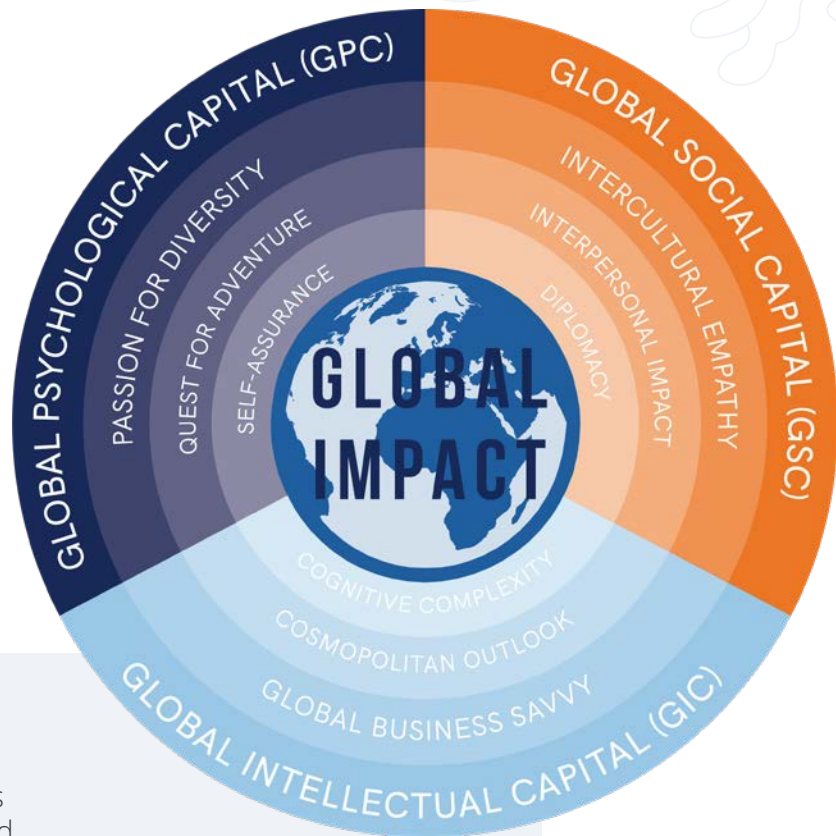 GLOBAL PSYCHOLOGICAL CAPITAL (GPC)
PASSION FOR DIVERSITY
QUEST FOR ADVENTURE
SELF-ASSURANCE
GLOBAL SOCIAL CAPITAL (GSC)
INTERCULTURAL EMPATHY
INTERPERSONAL IMPACT
DIPLOMACY
GLOBAL
IMPACT
COGNITIVE COMPLEXITY
COSMOPOLITAN OUTLOOK
GLOBAL BUSINESS SAVVY
GLOBAL INTELLECTUAL CAPITAL (GIC)